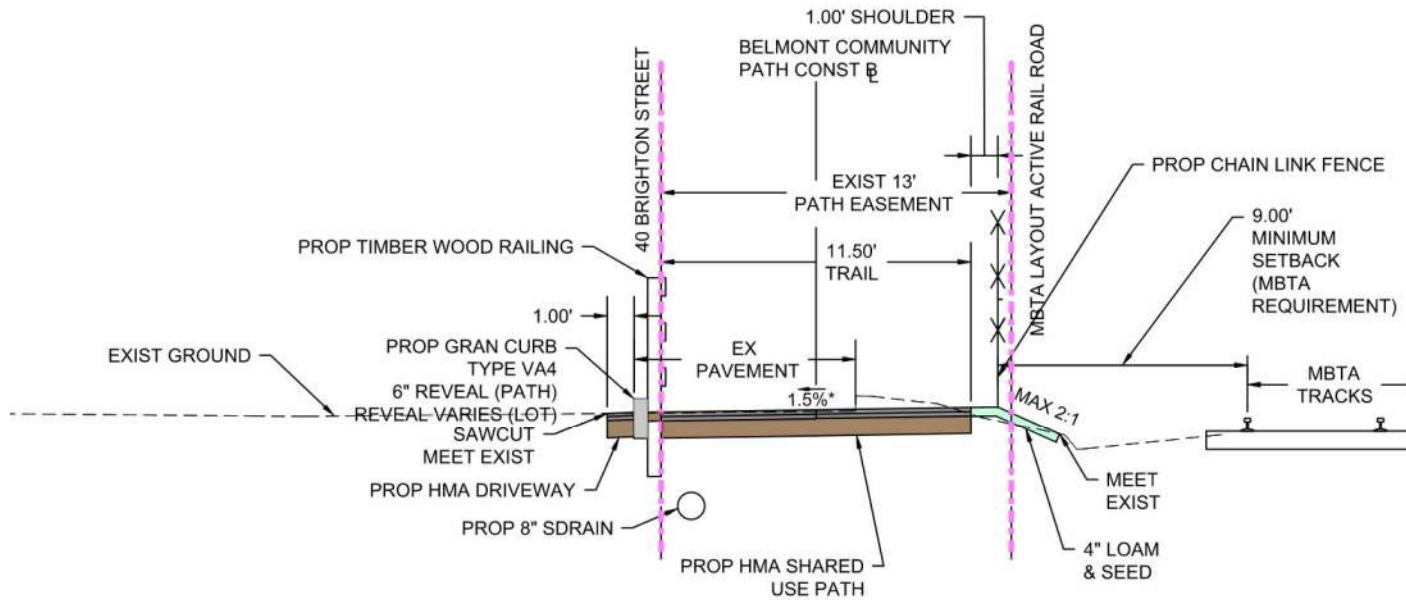 1.00' SHOULDER
BELMONT COMMUNITY
PATH CONST BL
40 BRIGHTON STREET
MBTA LAYOUT ACTIVE RAIL ROAD
PROP CHAIN LINK FENCE
EXIST 13'
PATH EASEMENT
9.00'
MINIMUM
SETBACK
(MBTA
REQUIREMENT)
PROP TIMBER WOOD RAILING
11.50'
TRAIL
1.00'
EXIST GROUND
PROP GRAN CURB
TYPE VA4
6" REVEAL (PATH)
REVEAL VARIES (LOT)
SAWCUT
MEET EXIST
EX
PAVEMENT
1.5%*
MBTA
TRACKS
MAX 2:1
PROP HMA DRIVEWAY
MEET
EXIST
PROP 8" SDRAIN
4" LOAM
& SEED
PROP HMA SHARED
USE PATH